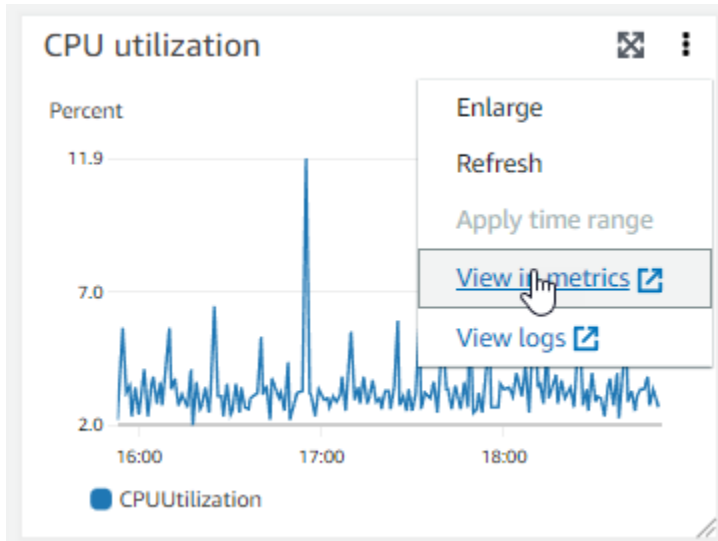 CPU utilization
Percent
Enlarge
11.9
Refresh
Apply time range
View in metrics
7.0
View logs
2.0
16:00 17:00 18:00
CPUUtilization